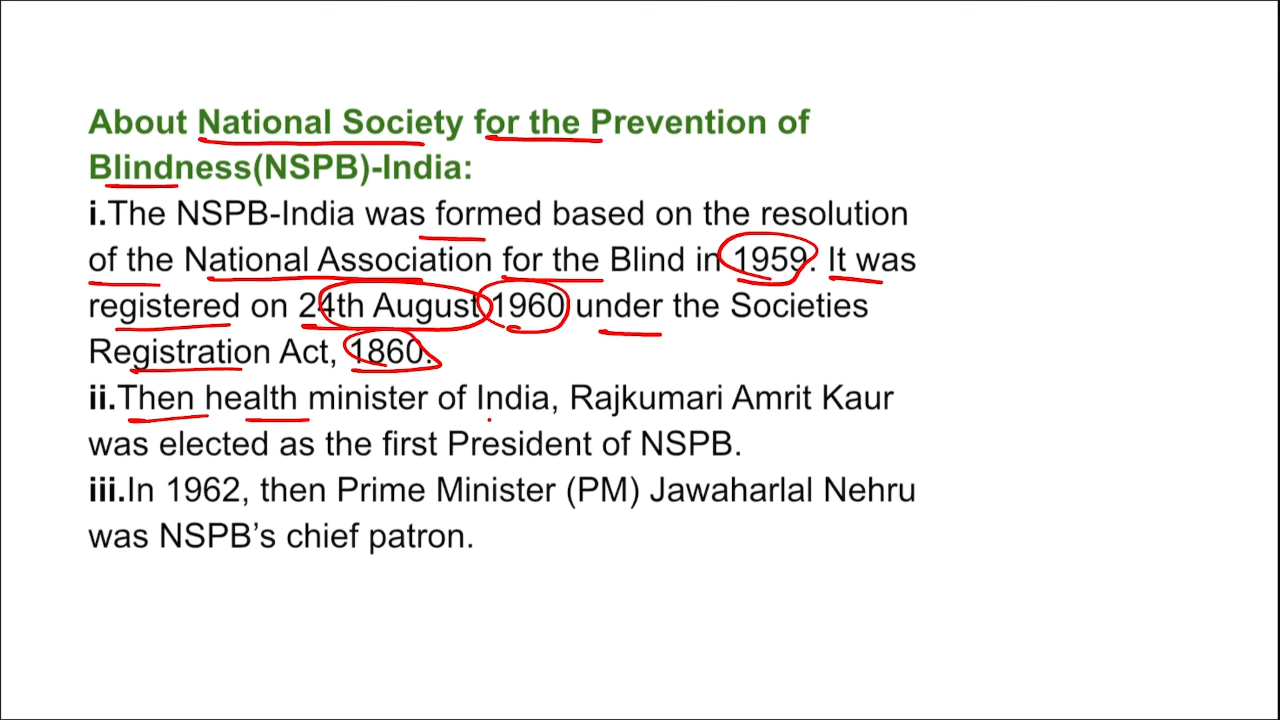 About National Society for the Prevention of
Blindness(NSPB)-India:
i.The NSPB-India was formed based on the resolution
of the National Association for the Blind in 1959. It was
registered on 24th August 1960 under the Societies
Registration Act, 1860.
ii.Then health minister of India, Rajkumari Amrit Kaur
was elected as the first President of NSPB.
iii.In 1962, then Prime Minister (PM) Jawaharlal Nehru
was NSPB’s chief patron.